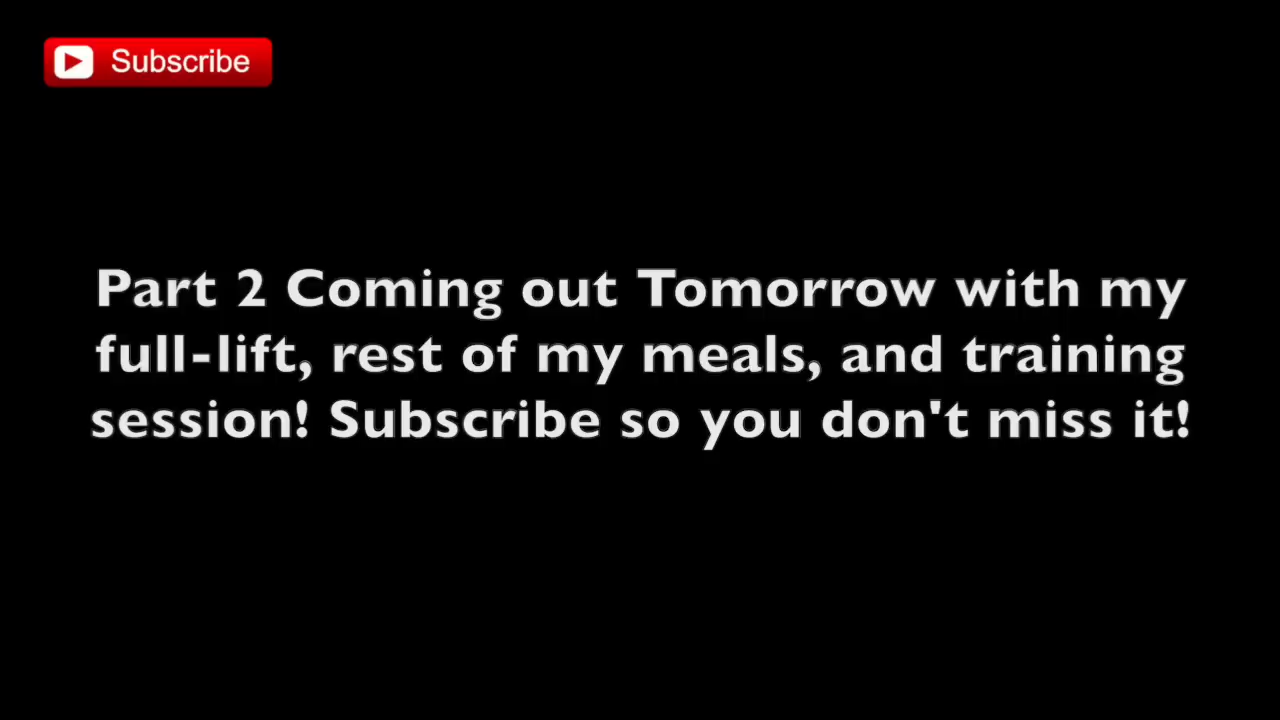 Subscribe
Part 2 Coming out Tomorrow with my
full-lift, rest of my meals, and training
session! Subscribe so you don't miss it!